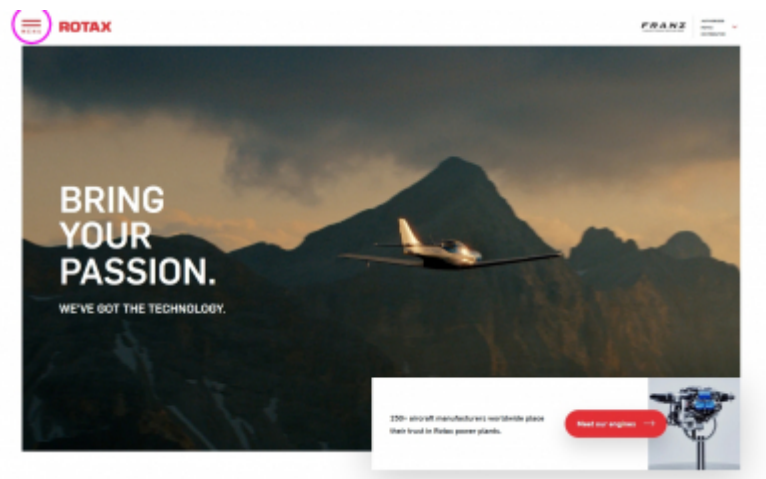 MENU
ROTAX
FRANZ
BRING
YOUR
PASSION.
WE'VE GOT THE TECHNOLOGY.
250+ aircraft manufacturers worldwide place
their trust in Rotax power plants.
Meet our engines